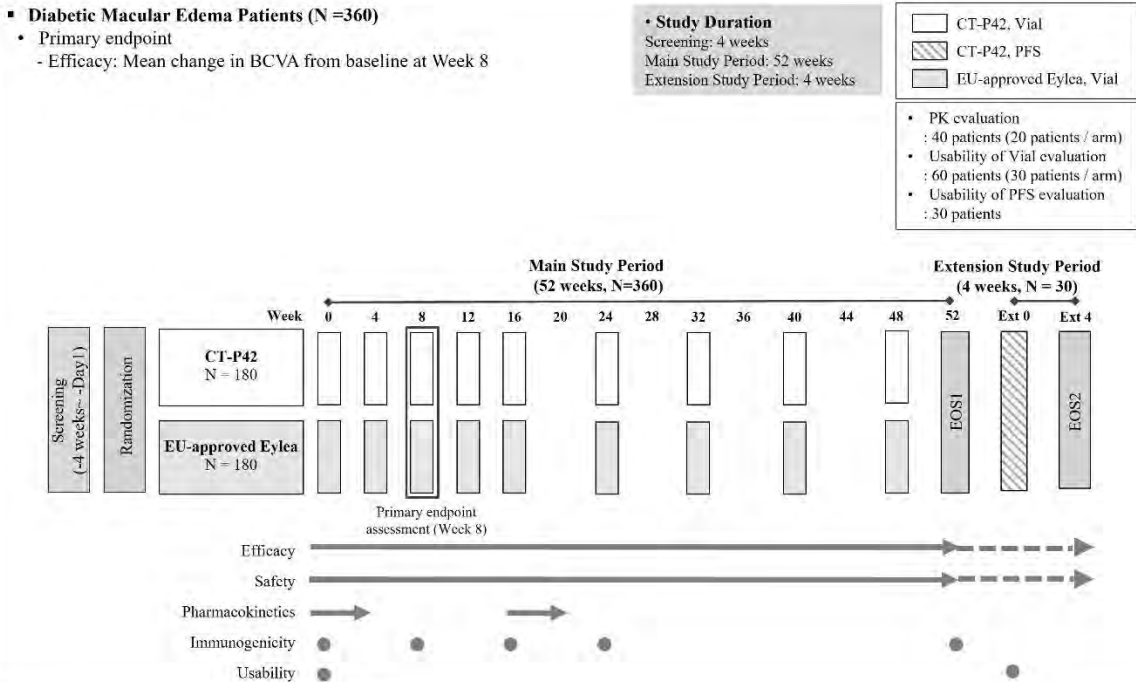 ▪ Diabetic Macular Edema Patients (N =360)
• Primary endpoint
- Efficacy: Mean change in BCVA from baseline at Week 8
• Study Duration
Screening: 4 weeks
Main Study Period: 52 weeks
Extension Study Period: 4 weeks
CT-P42, Vial
CT-P42, PFS
EU-approved Eylea, Vial
• PK evaluation
: 40 patients (20 patients / arm)
• Usability of Vial evaluation
: 60 patients (30 patients / arm)
• Usability of PFS evaluation
: 30 patients
Main Study Period
(52 weeks, N=360)
Extension Study Period
(4 weeks, N = 30)
Week 0 4 8 12 16 20 24 28 32 36 40 44 48 52 Ext 0 Ext 4
Screening
(-4 weeks~ -Day1)
Randomization
CT-P42
N = 180
EU-approved Eylea
N = 180
EOS1
EOS2
Primary endpoint
assessment (Week 8)
Efficacy
Safety
Pharmacokinetics
Immunogenicity
Usability